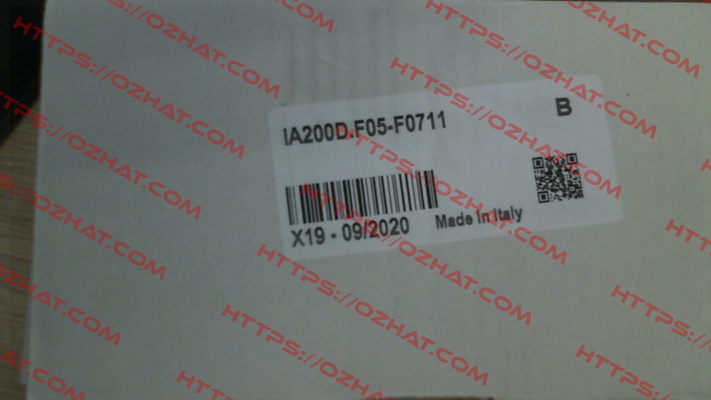 IA200D.F05-F0711
B
X19 - 09/2020
Made in Italy
HTTPS://OZHAT.COM